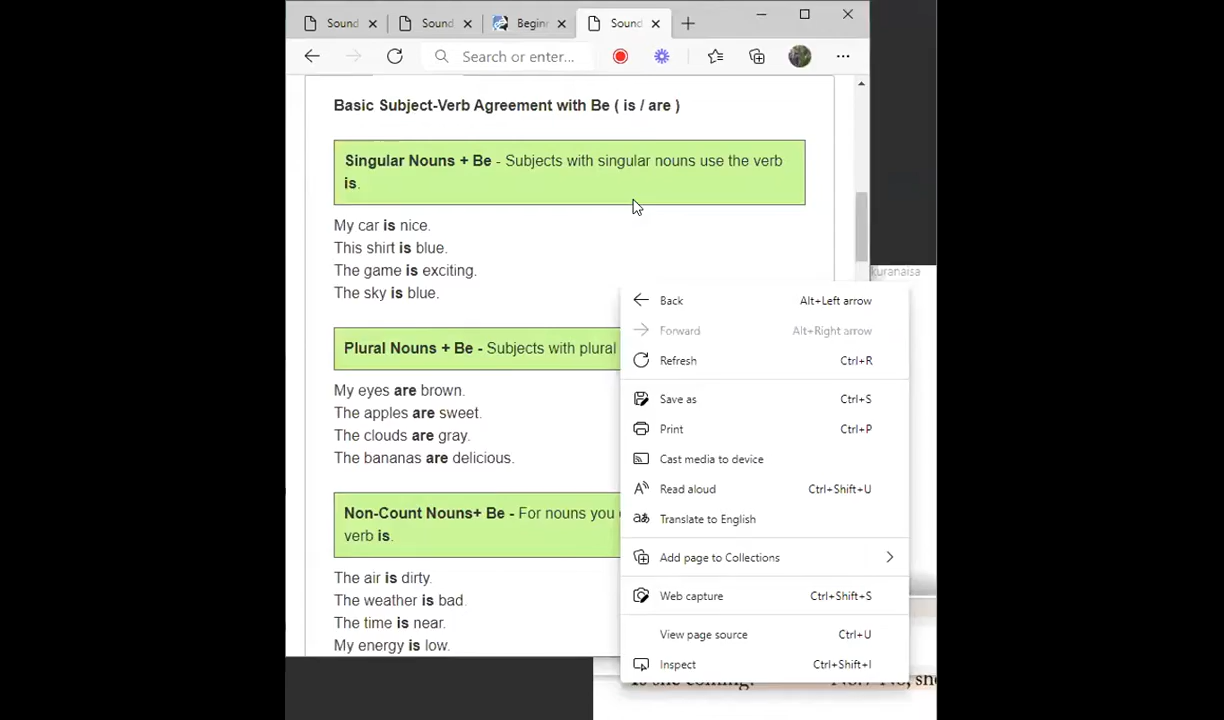 Sound
Sound
Beginn
Sound
Search or enter...
Basic Subject-Verb Agreement with Be ( is / are )
Singular Nouns + Be - Subjects with singular nouns use the verb
is.
My car is nice.
This shirt is blue.
The game is exciting.
kuranaisa
The sky is blue.
Back Alt+Left arrow
Forward Alt+Right arrow
Plural Nouns + Be - Subjects with plural
Refresh Ctrl+R
My eyes are brown.
Save as Ctrl+S
The apples are sweet.
Print Ctrl+P
The clouds are gray.
Cast media to device
The bananas are delicious.
Read aloud Ctrl+Shift+U
Non-Count Nouns+ Be - For nouns you
Translate to English
verb is.
Add page to Collections
The air is dirty.
Web capture Ctrl+Shift+S
The weather is bad.
The time is near.
View page source Ctrl+U
My energy is low.
Inspect Ctrl+Shift+I